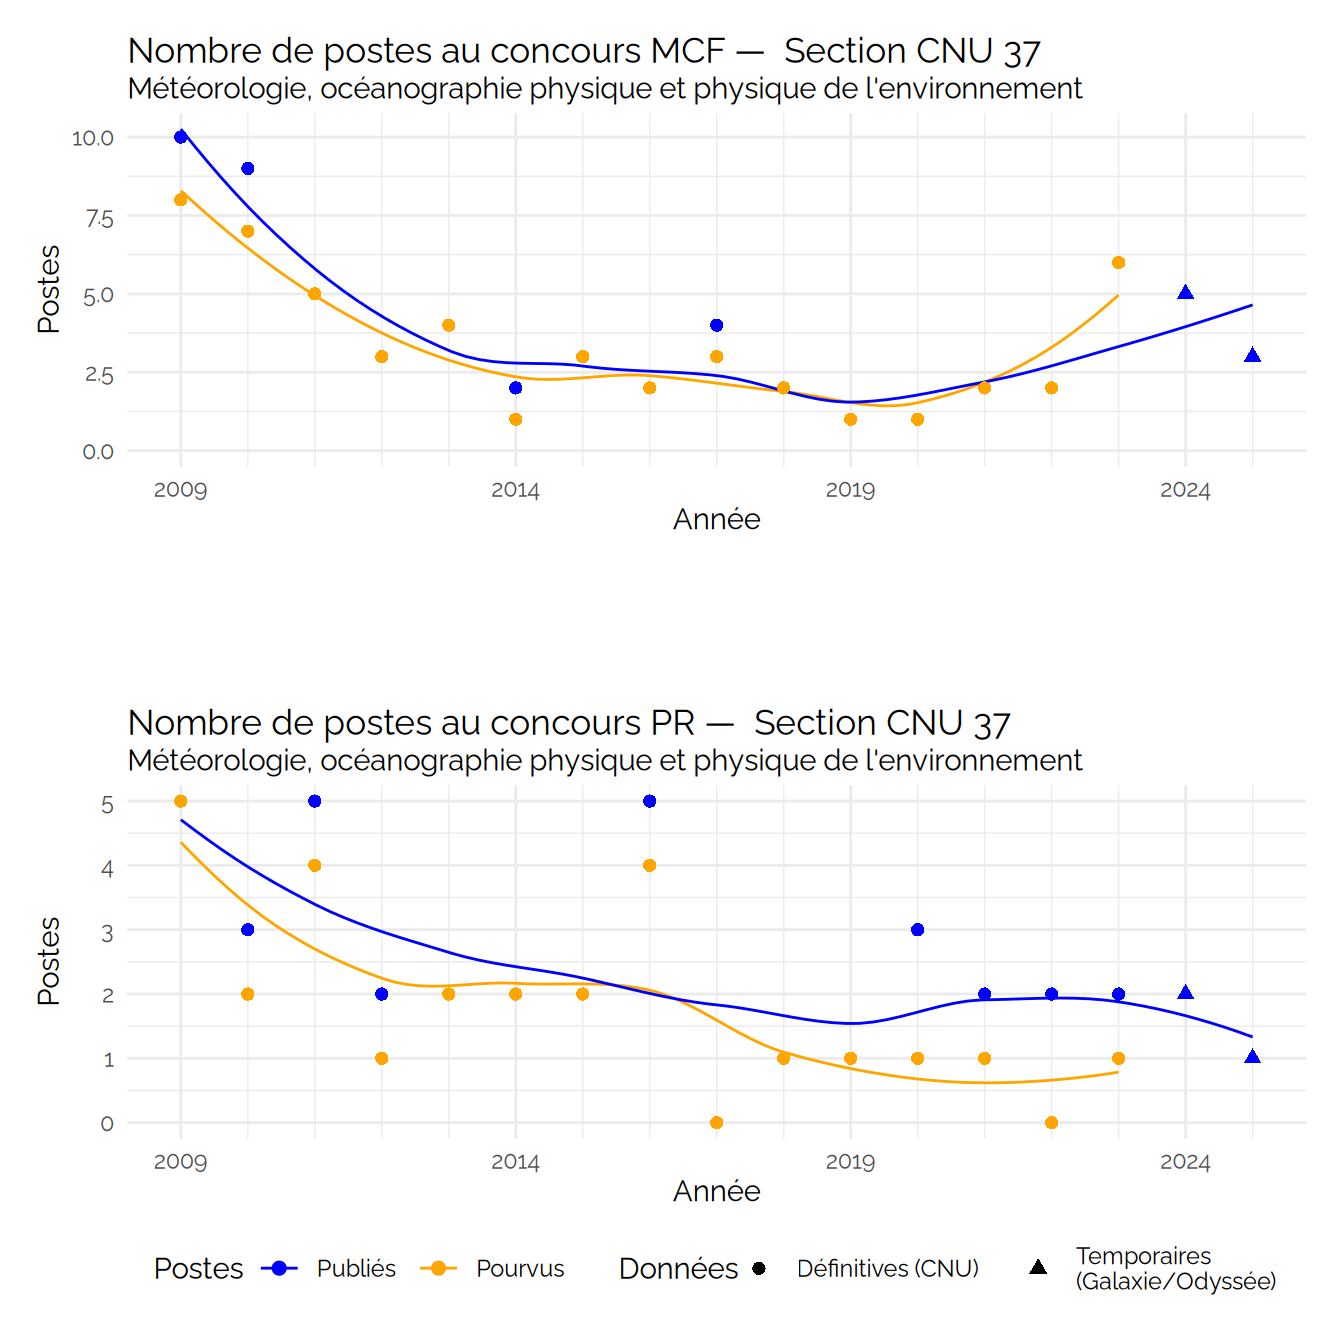 Nombre de postes au concours MCF —  Section CNU 37
Météorologie, océanographie physique et physique de l'environnement
10.0
7.5
5.0
2.5
0.0
Postes
2009 2014 2019 2024
Année
Nombre de postes au concours PR —  Section CNU 37
Météorologie, océanographie physique et physique de l'environnement
5
4
3
2
1
0
Postes
2009 2014 2019 2024
Année
Postes Publiés Pourvus Données Définitives (CNU) Temporaires
(Galaxie/Odyssée)